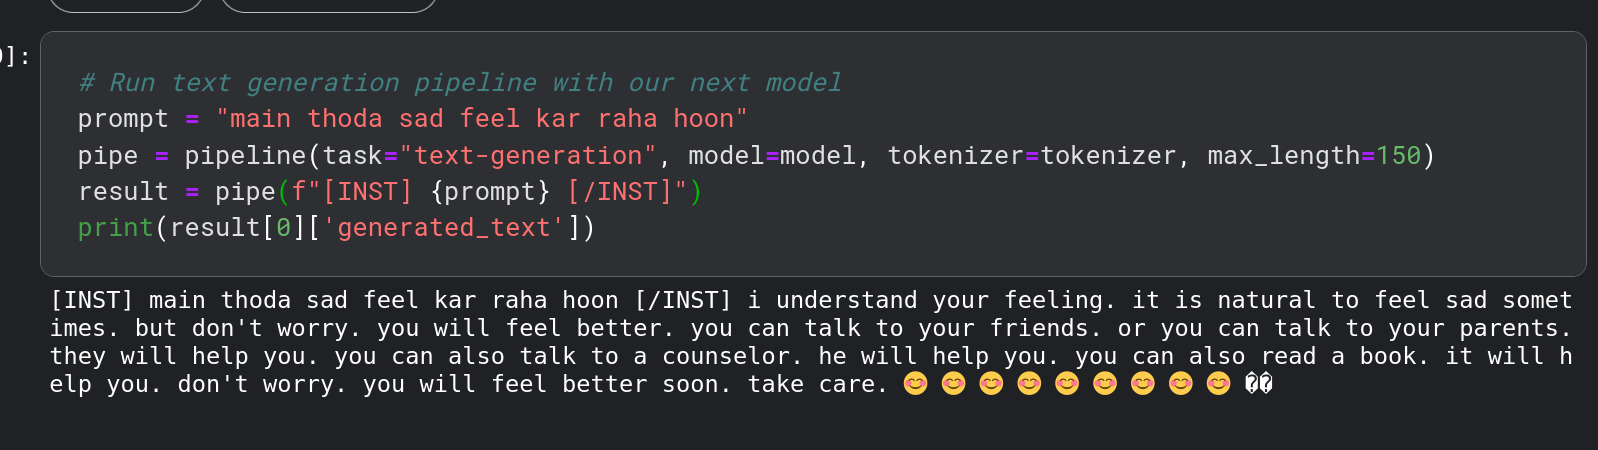 ]:
# Run text generation pipeline with our next model
prompt = "main thoda sad feel kar raha hoon"
pipe = pipeline(task="text-generation", model=model, tokenizer=tokenizer, max_length=150)
result = pipe(f"[INST] {prompt} [/INST]")
print(result[0]['generated_text'])
[INST] main thoda sad feel kar raha hoon [/INST] i understand your feeling. it is natural to feel sad somet
imes. but don't worry. you will feel better. you can talk to your friends. or you can talk to your parents.
they will help you. you can also talk to a counselor. he will help you. you can also read a book. it will h
elp you. don't worry. you will feel better soon. take care. 😊 😊 😊 😊 😊 😊 😊 😊 😊 ��